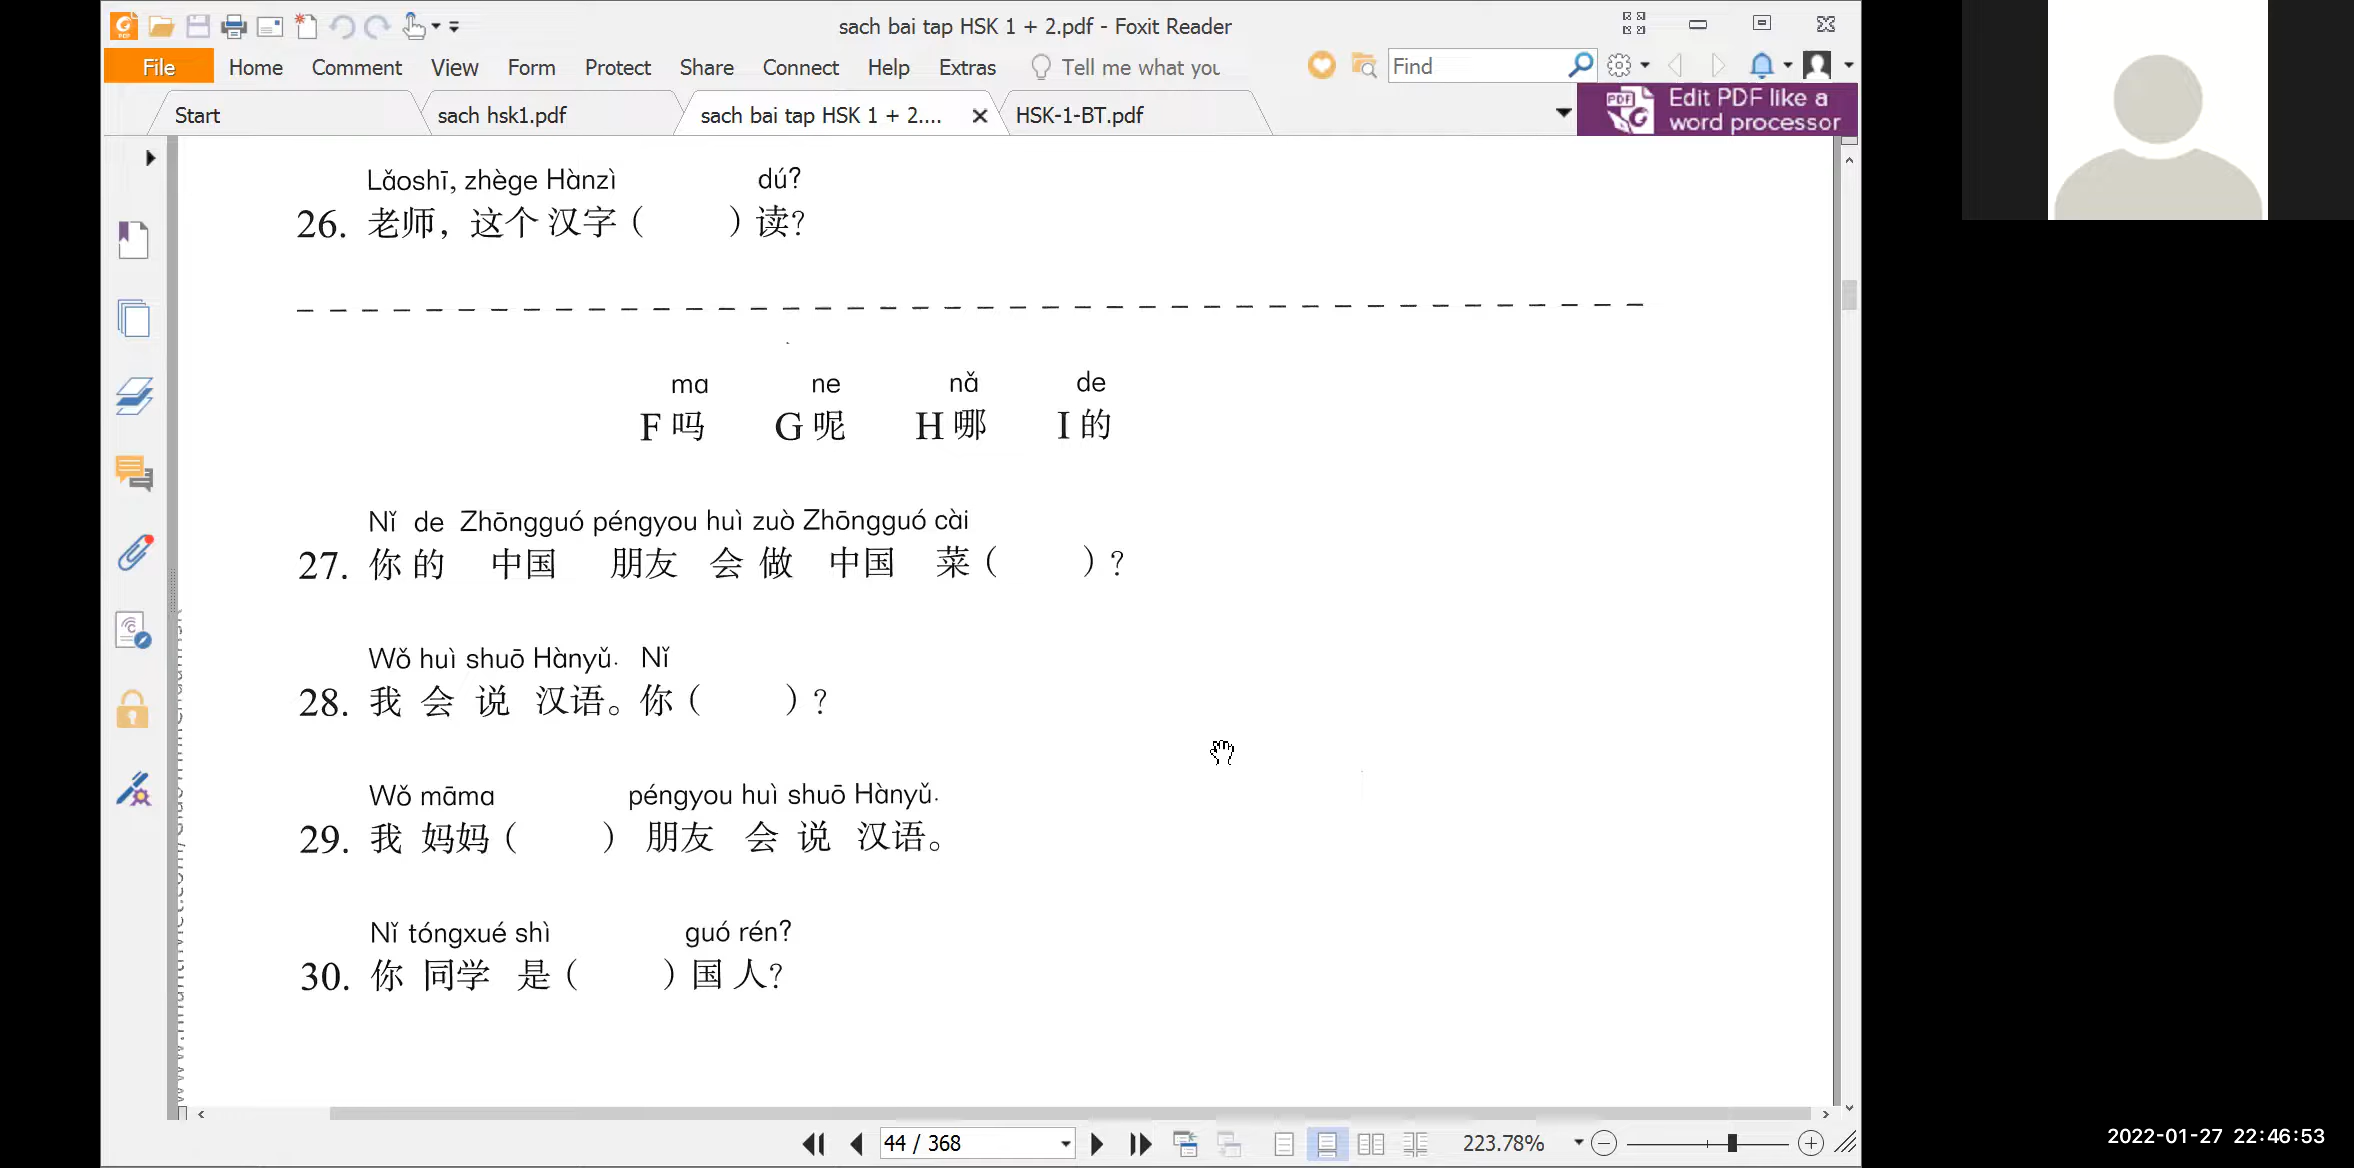 sach bai tap HSK 1 + 2.pdf - Foxit Reader
File Home Comment View Form Protect Share Connect Help Extras Tell me what you Find
Start sach hsk1.pdf sach bai tap HSK 1 + 2.... HSK-1-BT.pdf
Edit PDF like a
word processor
Lǎoshī, zhège Hànzì dú?
26. 老师，这个汉字（ ）读？
ma ne nǎ de
F 吗 G 呢 H 哪 I 的
Nǐ de Zhōngguó péngyou huì zuò Zhōngguó cài
27. 你的 中国 朋友 会做 中国 菜（ ）？
Wǒ huì shuō Hànyǔ. Nǐ
28. 我 会 说 汉语。你（ ）？
Wǒ māma péngyou huì shuō Hànyǔ.
29. 我 妈妈（ ）朋友 会 说 汉语。
Nǐ tóngxué shì guó rén?
30. 你 同学 是（ ）国人？
44 / 368
223.78%
2022-01-27 22:46:53